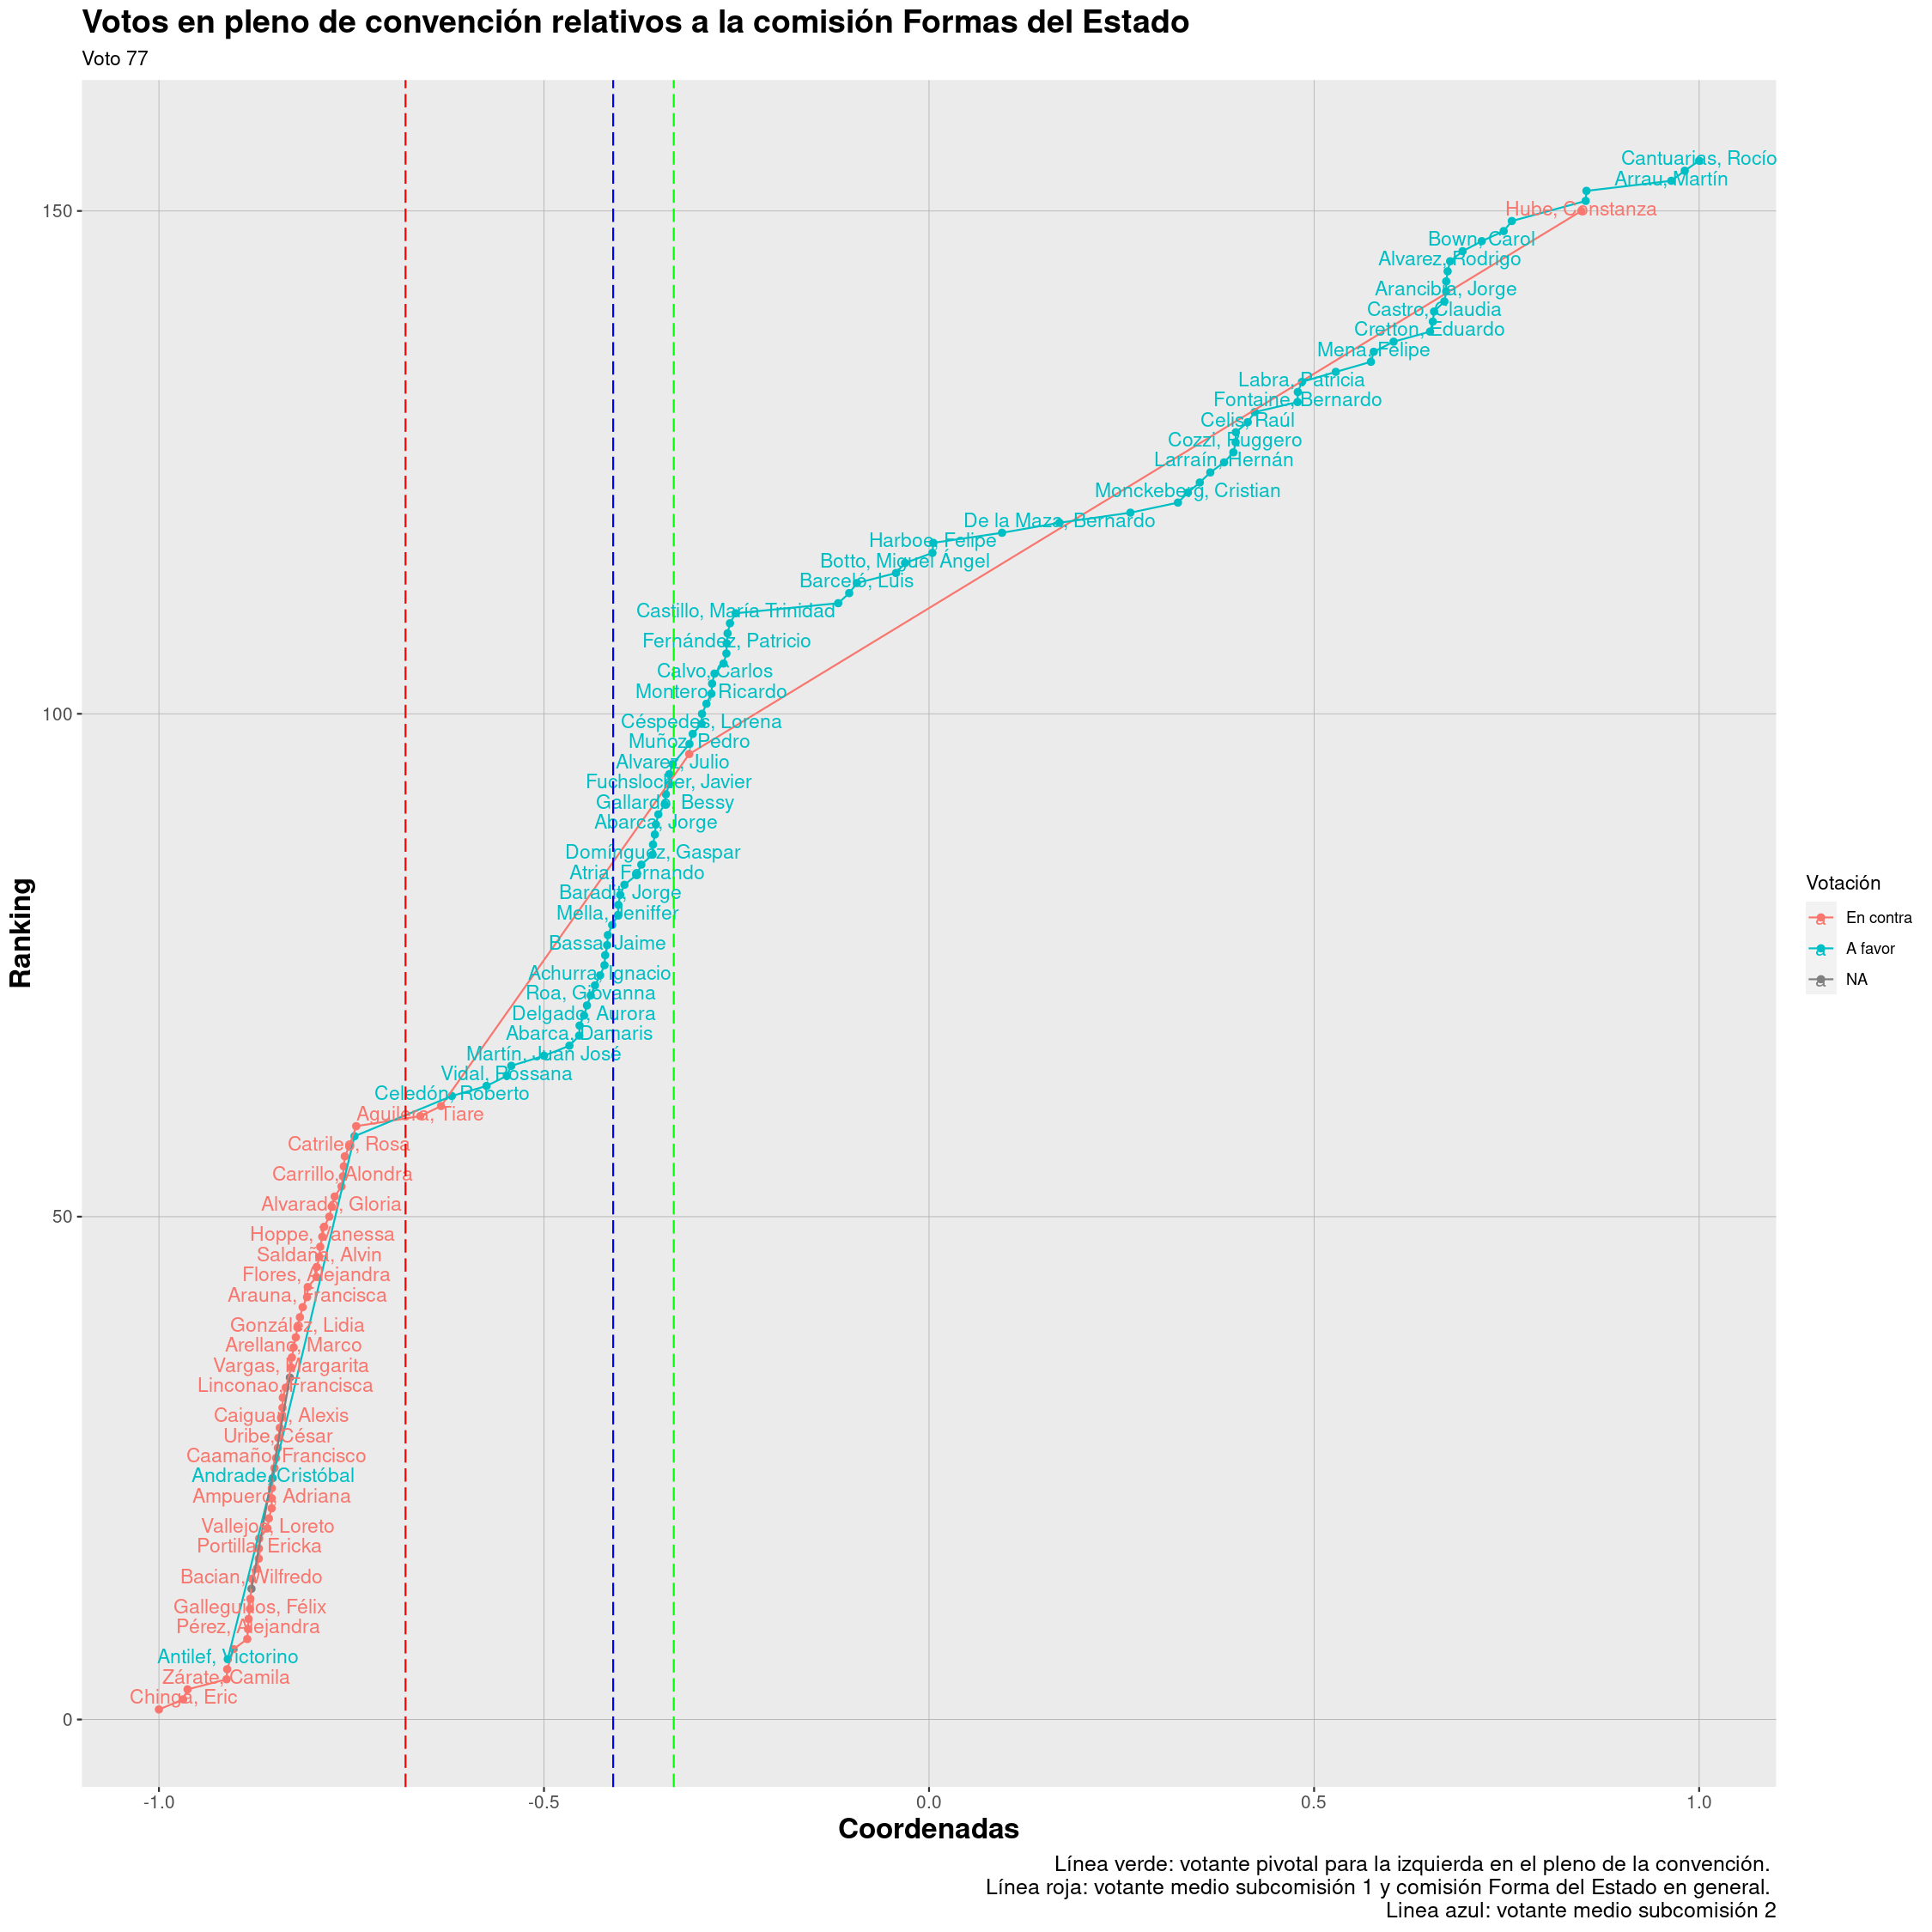 Votos en pleno de convención relativos a la comisión Formas del Estado
Voto 77
Ranking
150
100
50
0
Cantuarias, Rocío
Arrau, Martín
Hube, Constanza
Bown, Carol
Alvarez, Rodrigo
Arancibia, Jorge
Castro, Claudia
Cretton, Eduardo
Mena, Felipe
Labra, Patricia
Fontaine, Bernardo
Celis, Raúl
Cozzi, Ruggero
Larraín, Hernán
Monckeberg, Cristian
De la Maza, Bernardo
Harboe, Felipe
Botto, Miguel Ángel
Barceló, Luis
Castillo, María Trinidad
Fernández, Patricio
Calvo, Carlos
Montero, Ricardo
Céspedes, Lorena
Muñoz, Pedro
Alvarez, Julio
Fuchslocher, Javier
Gallardo, Bessy
Abarca, Jorge
Domínguez, Gaspar
Atria, Fernando
Baradit, Jorge
Mella, Jeniffer
Bassa, Jaime
Achurra, Ignacio
Roa, Giovanna
Delgado, Aurora
Abarca, Damaris
Martín, Juan José
Vidal, Rossana
Celedón, Roberto
Aguilera, Tiare
Catrileo, Rosa
Carrillo, Alondra
Alvarado, Gloria
Hoppe, Vanessa
Saldaña, Alvin
Flores, Alejandra
Arauna, Francisca
González, Lidia
Arellano, Marco
Vargas, Margarita
Linconao, Francisca
Caiguan, Alexis
Uribe, César
Caamaño, Francisco
Andrade, Cristóbal
Ampuero, Adriana
Vallejos, Loreto
Portilla, Ericka
Bacian, Wilfredo
Galleguillos, Félix
Pérez, Alejandra
Antilef, Victorino
Zárate, Camila
Chinga, Eric
-1.0
-0.5
0.0
0.5
1.0
Coordenadas
Votación
a En contra
a A favor
a NA
Línea verde: votante pivotal para la izquierda en el pleno de la convención.
Línea roja: votante medio subcomisión 1 y comisión Forma del Estado en general.
Linea azul: votante medio subcomisión 2